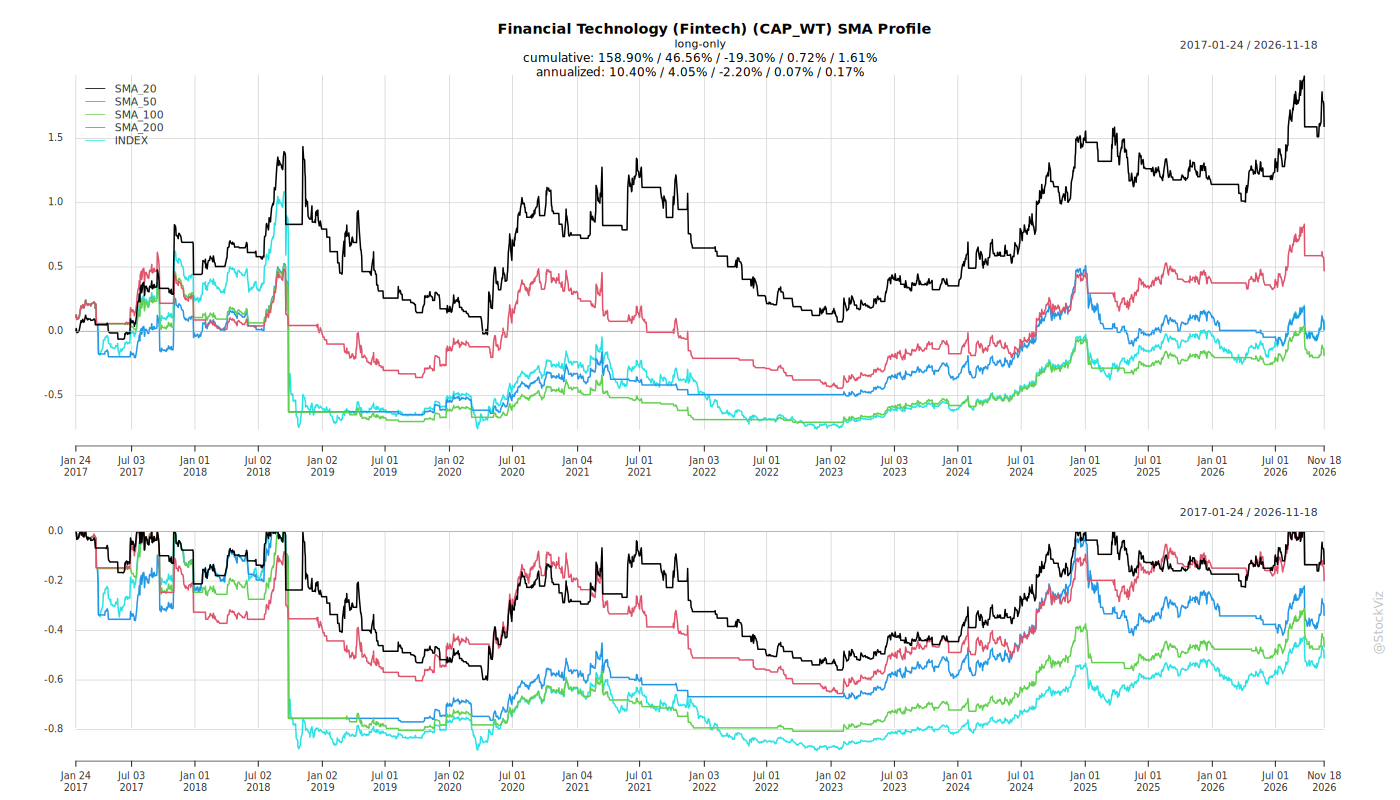 Financial Technology (Fintech) (CAP_WT) SMA Profile
long-only
cumulative: 158.90% / 46.56% / -19.30% / 0.72% / 1.61%
annualized: 10.40% / 4.05% / -2.20% / 0.07% / 0.17%
2017-01-24 / 2026-11-18
SMA_20
SMA_50
SMA_100
SMA_200
INDEX
1.5
1.0
0.5
0.0
-0.5
Jan 24 Jul 03 Jan 01 Jul 02 Jan 02 Jul 01 Jan 02 Jul 01 Jan 04 Jul 01 Jan 03 Jul 01 Jan 02 Jul 03 Jan 01 Jul 01 Jan 01 Jul 01 Jan 01 Jul 01 Nov 18
2017 2017 2018 2018 2019 2019 2020 2020 2021 2021 2022 2022 2023 2023 2024 2024 2025 2025 2026 2026 2026
2017-01-24 / 2026-11-18
0.0
-0.2
-0.4
-0.6
-0.8
Jan 24 Jul 03 Jan 01 Jul 02 Jan 02 Jul 01 Jan 02 Jul 01 Jan 04 Jul 01 Jan 03 Jul 01 Jan 02 Jul 03 Jan 01 Jul 01 Jan 01 Jul 01 Jan 01 Jul 01 Nov 18
2017 2017 2018 2018 2019 2019 2020 2020 2021 2021 2022 2022 2023 2023 2024 2024 2025 2025 2026 2026 2026
@StockViz